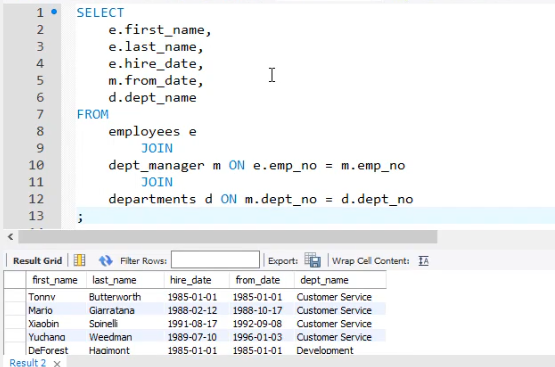 1 SELECT
2 e.first_name,
3 e.last_name,
4 e.hire_date,
5 m.from_date,
6 d.dept_name
7 FROM
8 employees e
9 JOIN
10 dept_manager m ON e.emp_no = m.emp_no
11 JOIN
12 departments d ON m.dept_no = d.dept_no
13 ;
Result Grid Filter Rows: Export: Wrap Cell Content:
first_name last_name hire_date from_date dept_name
Tonny Butterworth 1985-01-01 1985-01-01 Customer Service
Mario Giarratana 1988-02-12 1988-10-17 Customer Service
Xiaobin Spinelli 1991-08-17 1992-09-08 Customer Service
Yuchang Weedman 1989-07-10 1996-01-03 Customer Service
DeForest Hagimont 1985-01-01 1985-01-01 Development
Result 2